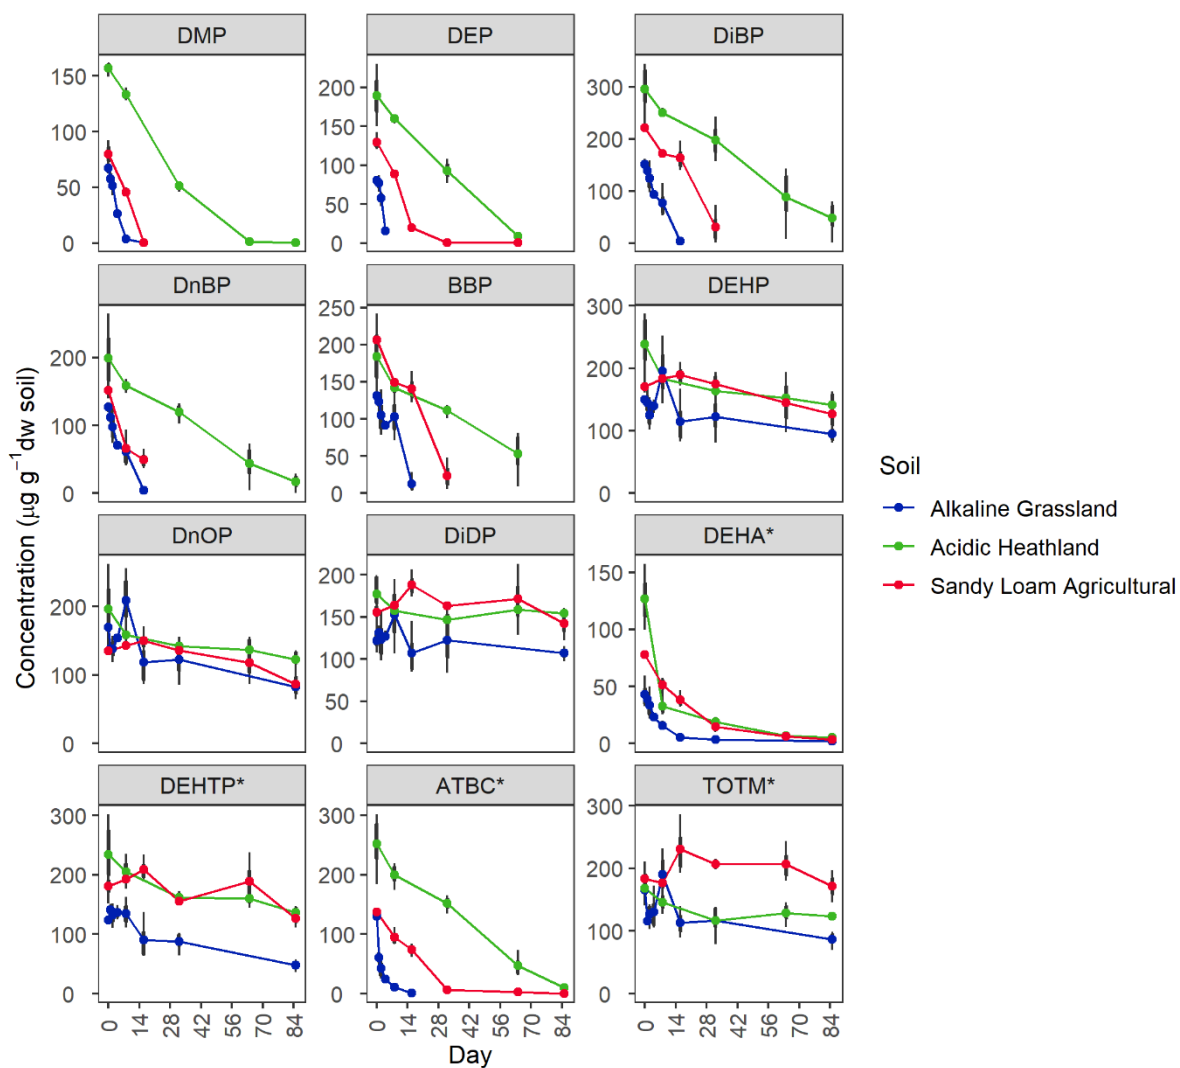 DMP DEP DiBP
150 100 50 0
200 150 100 50 0
300 200 100 0
DnBP BBP DEHP
200 100 0
250 200 150 100 50 0
300 200 100 0
DnOP DiDP DEHA*
200 100 0
200 150 100 50 0
150 100 50 0
DEHTP* ATBC* TOTM*
300 200 100 0
300 200 100 0
300 200 100 0
0 14 28 42 56 70 84
0 14 28 42 56 70 84
0 14 28 42 56 70 84
Day
Concentration (μg g⁻¹ dw soil)
Soil
Alkaline Grassland
Acidic Heathland
Sandy Loam Agricultural